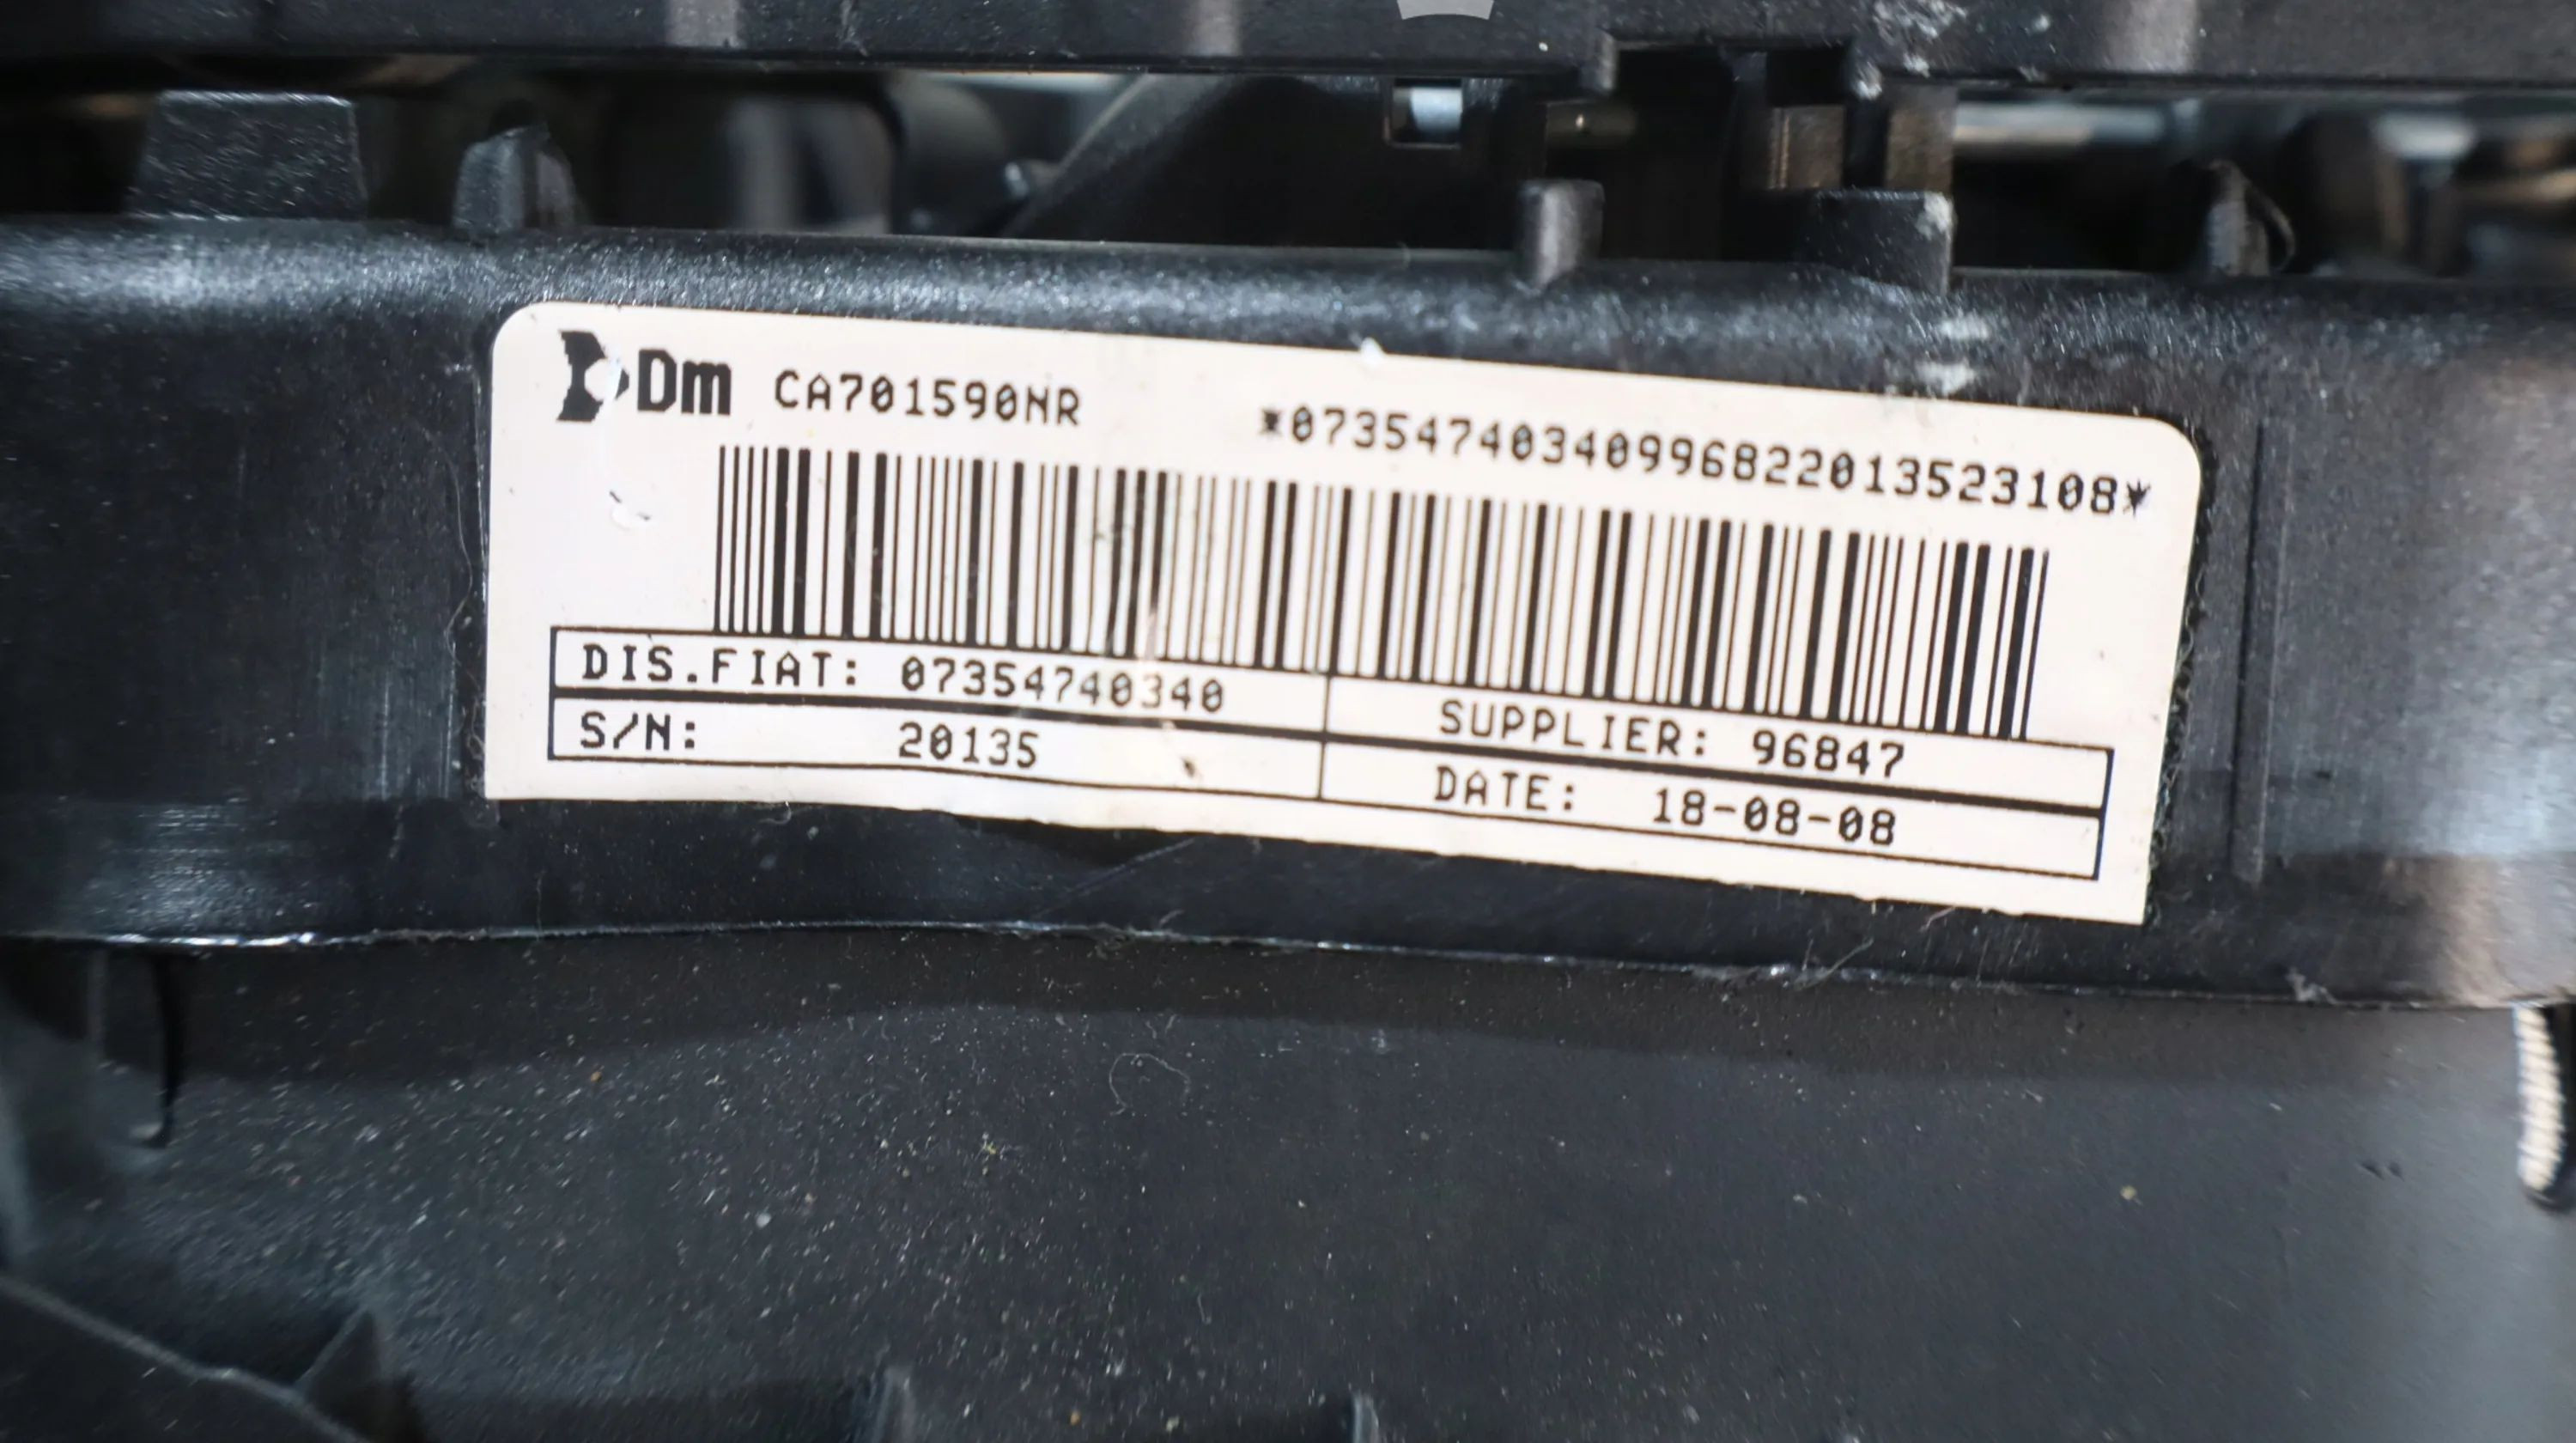 Dm CA701590NR
*07354740340996822013523108*
DIS.FIAT: 07354740340
SUPPLIER: 96847
S/N: 20135
DATE: 18-08-08